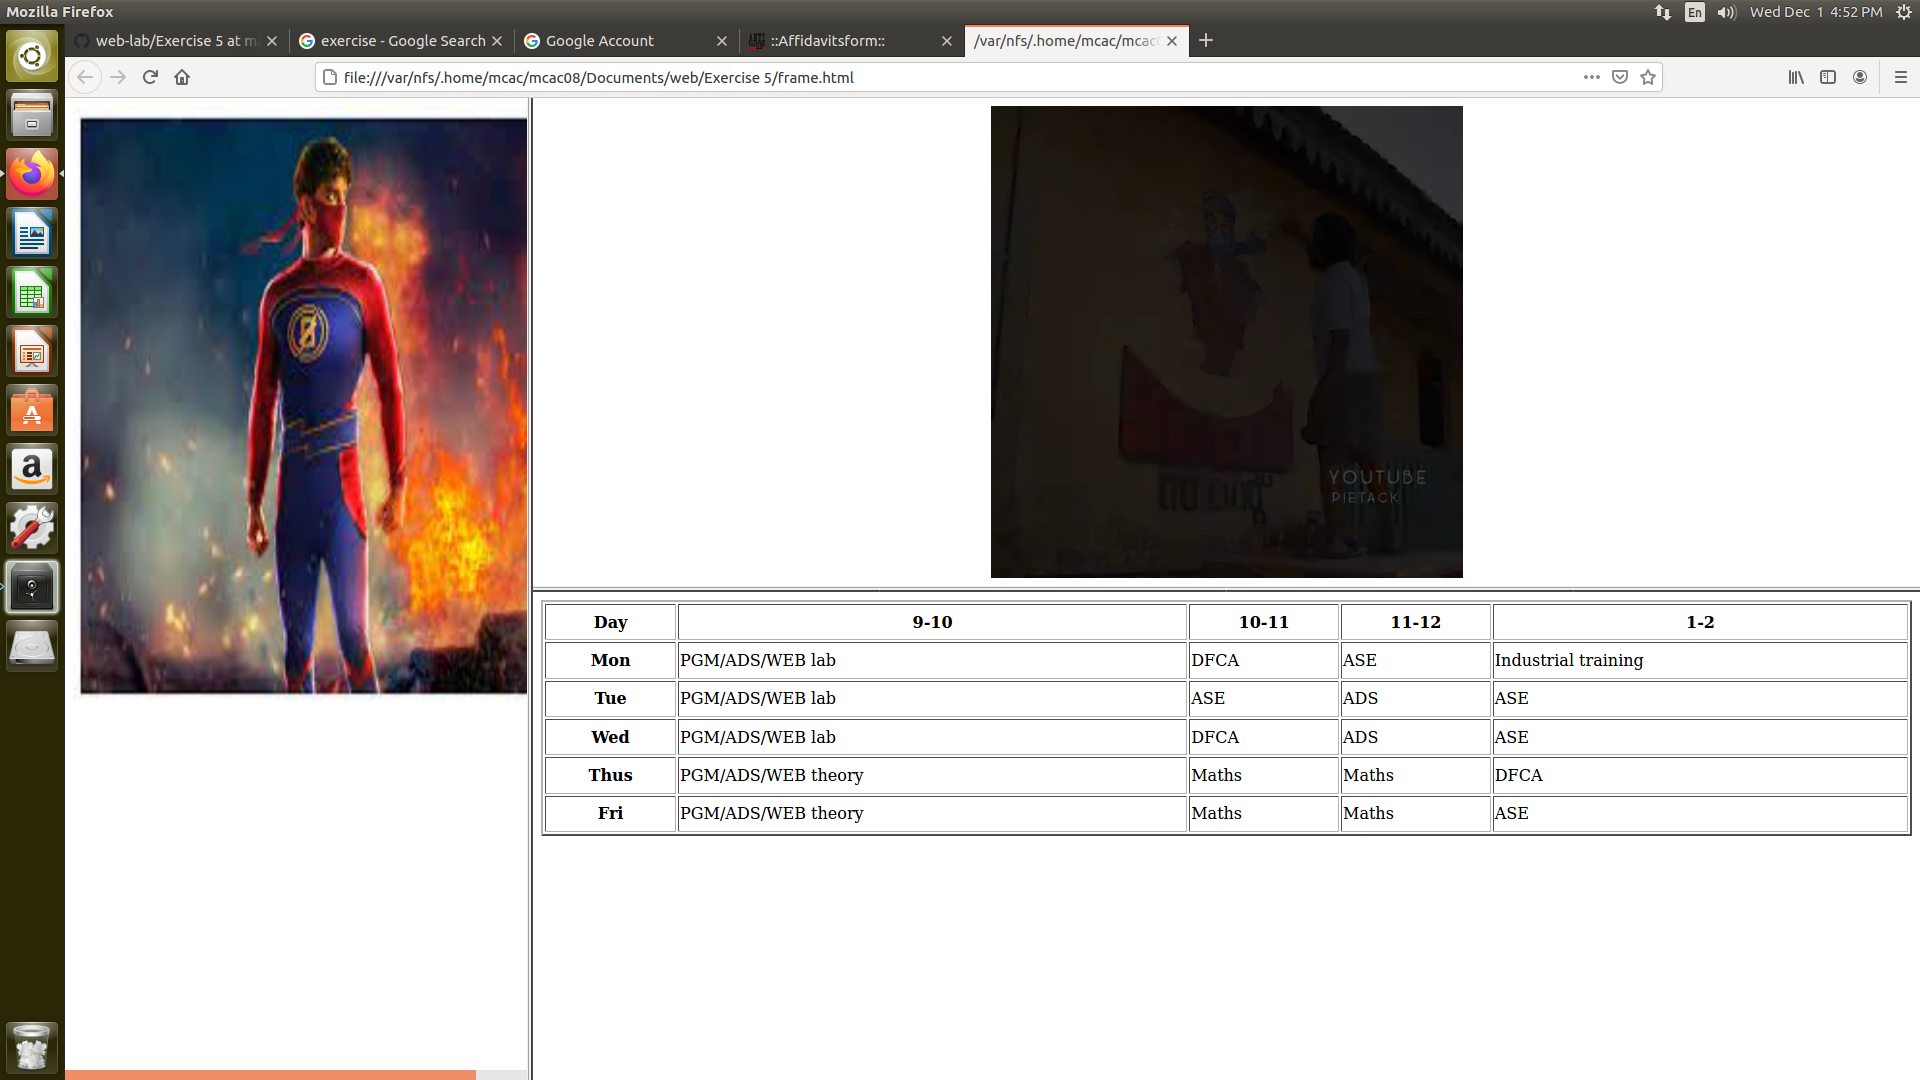 Mozilla Firefox
En
Wed Dec 1 4:52 PM
web-lab/Exercise 5 at m
exercise - Google Search
Google Account
::Affidavitsform::
/var/nfs/.home/mcac/mcac
file:///var/nfs/.home/mcac/mcac08/Documents/web/Exercise 5/frame.html
YOUTUBE
PIETACK
Day 9-10 10-11 11-12 1-2
Mon PGM/ADS/WEB lab DFCA ASE Industrial training
Tue PGM/ADS/WEB lab ASE ADS ASE
Wed PGM/ADS/WEB lab DFCA ADS ASE
Thus PGM/ADS/WEB theory Maths Maths DFCA
Fri PGM/ADS/WEB theory Maths Maths ASE